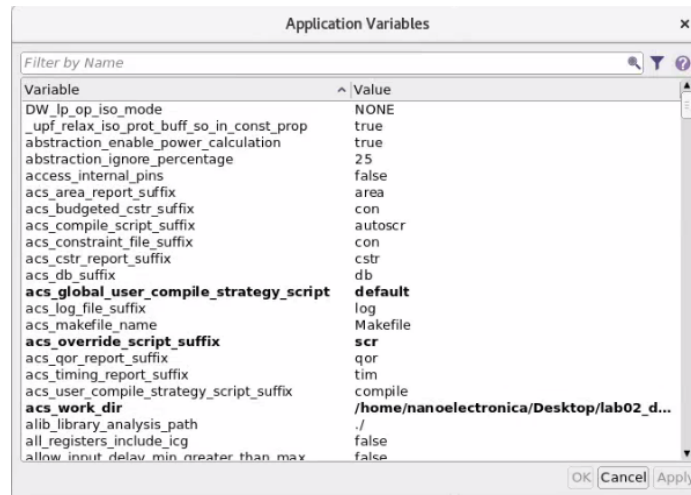 Application Variables ×
Filter by Name
Variable Value
DW_lp_op_iso_mode NONE
_upf_relax_iso_prot_buff_so_in_const_prop true
abstraction_enable_power_calculation true
abstraction_ignore_percentage 25
access_internal_pins false
acs_area_report_suffix area
acs_budgeted_cstr_suffix con
acs_compile_script_suffix autoscr
acs_constraint_file_suffix con
acs_cstr_report_suffix cstr
acs_db_suffix db
acs_global_user_compile_strategy_script default
acs_log_file_suffix log
acs_makefile_name Makefile
acs_override_script_suffix scr
acs_qor_report_suffix qor
acs_timing_report_suffix tim
acs_user_compile_strategy_script_suffix compile
acs_work_dir /home/nanoelectronica/Desktop/lab02_d...
alib_library_analysis_path ./
all_registers_include_icg false
allow_input_delay_min_greater_than_max false
OK Cancel Apply